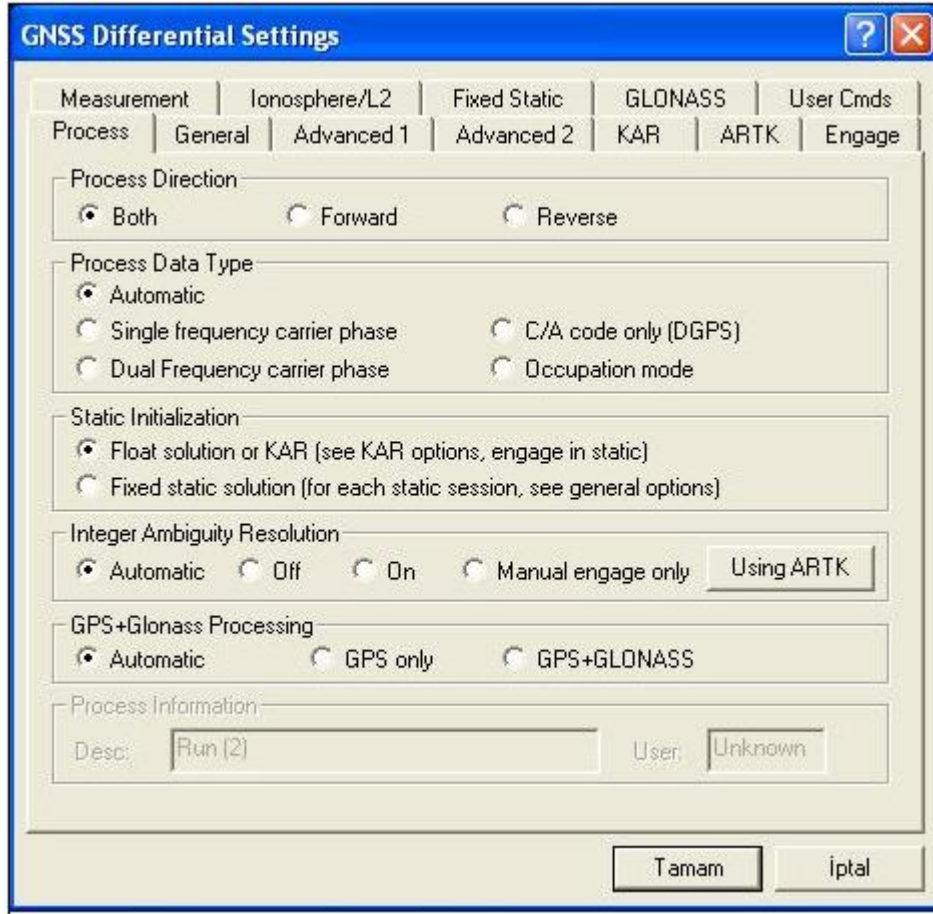 GNSS Differential Settings
Measurement Ionosphere/L2 Fixed Static GLONASS User Cmds
Process General Advanced 1 Advanced 2 KAR ARTK Engage
Process Direction
Both Forward Reverse
Process Data Type
Automatic
Single frequency carrier phase C/A code only (DGPS)
Dual Frequency carrier phase Occupation mode
Static Initialization
Float solution or KAR (see KAR options, engage in static)
Fixed static solution (for each static session, see general options)
Integer Ambiguity Resolution
Automatic Off On Manual engage only Using ARTK
GPS+Glonass Processing
Automatic GPS only GPS+GLONASS
Process Information
Desc: Run (2) User: Unknown
Tamam İptal